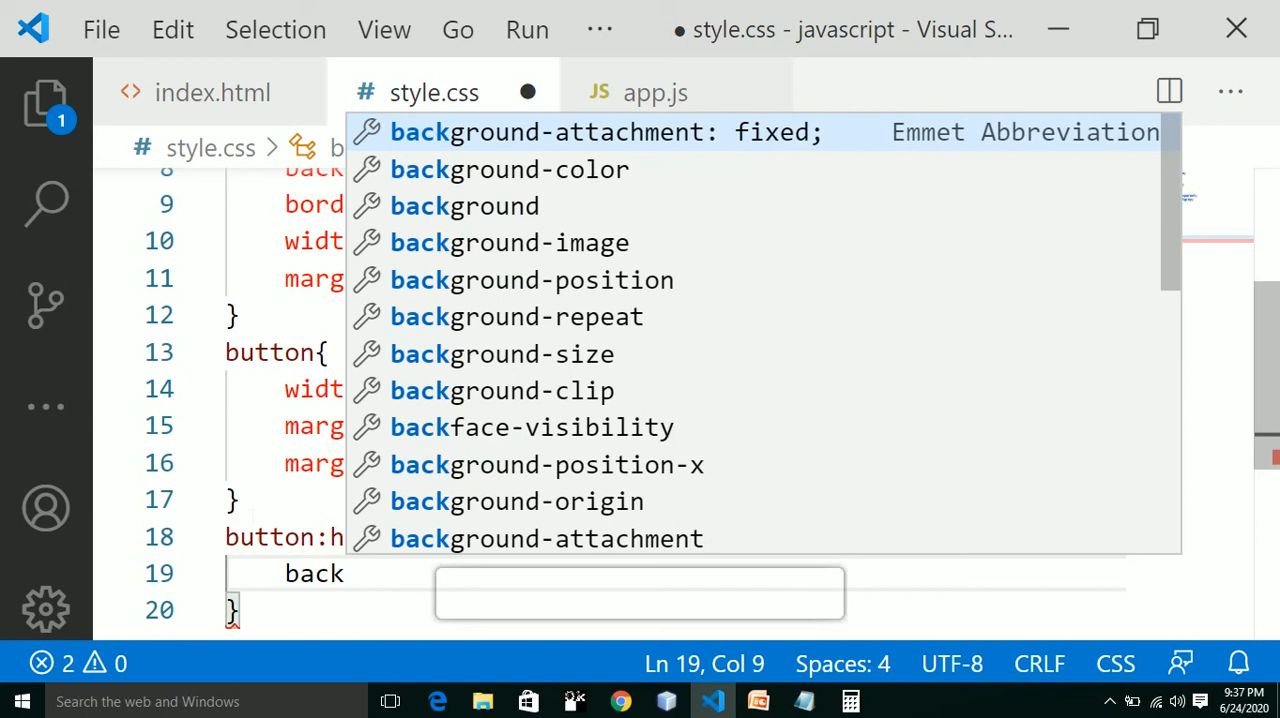 File Edit Selection View Go Run ··· ● style.css - javascript - Visual S...
<> index.html # style.css ● JS app.js ···
1
# style.css > b
8 back
9 bord
10 widt
11 marg
12 }
13 button{
14 widt
15 marg
16 marg
17 }
18 button:h
19 back
20 }
background-attachment: fixed; Emmet Abbreviation
background-color
background
background-image
background-position
background-repeat
background-size
background-clip
backface-visibility
background-position-x
background-origin
background-attachment
2 0 Ln 19, Col 9 Spaces: 4 UTF-8 CRLF CSS
Search the web and Windows
9:37 PM
6/24/2020